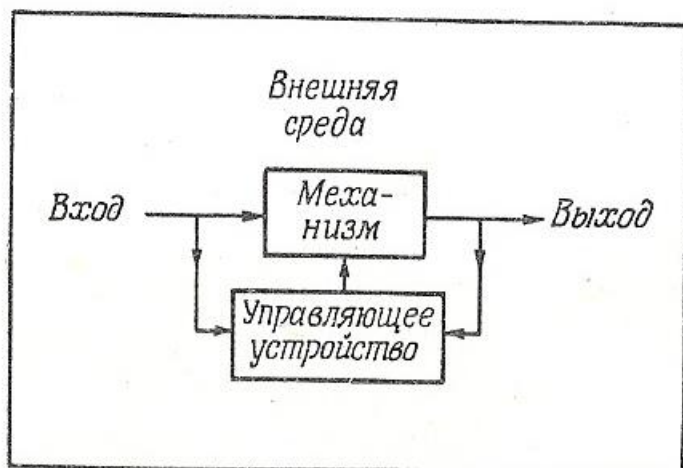 Внешняя
среда
Вход
Меха-
низм
Выход
Управляющее
устройство